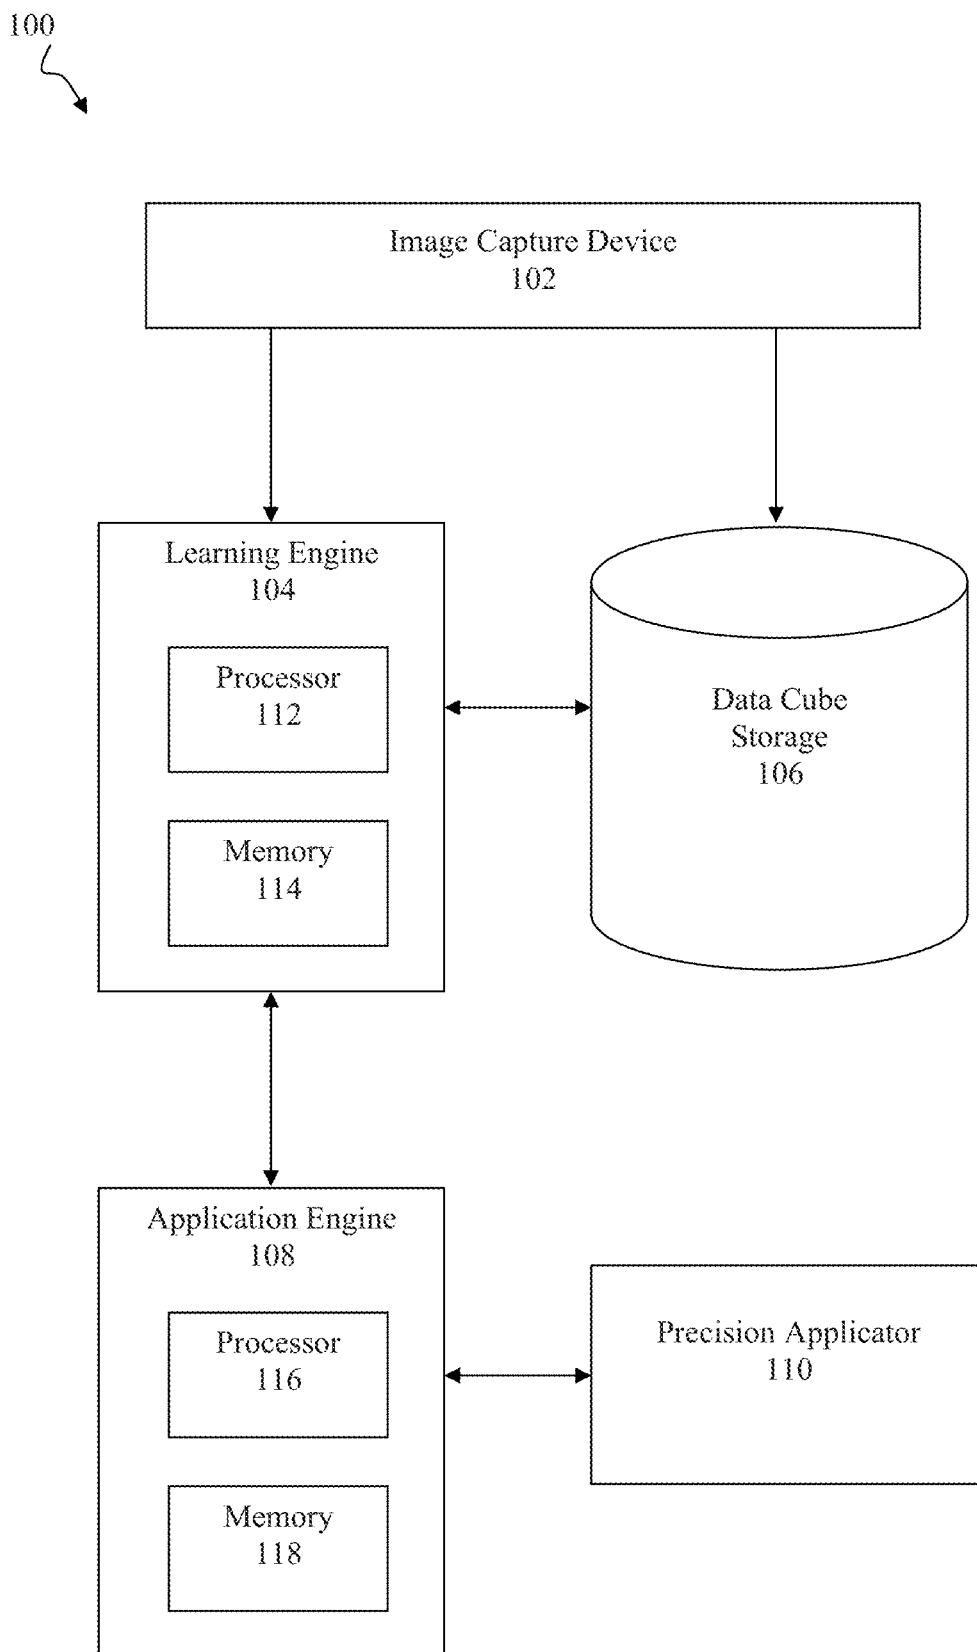 100
Image Capture Device
102
Learning Engine
104
Processor
112
Memory
114
Data Cube
Storage
106
Application Engine
108
Processor
116
Memory
118
Precision Applicator
110